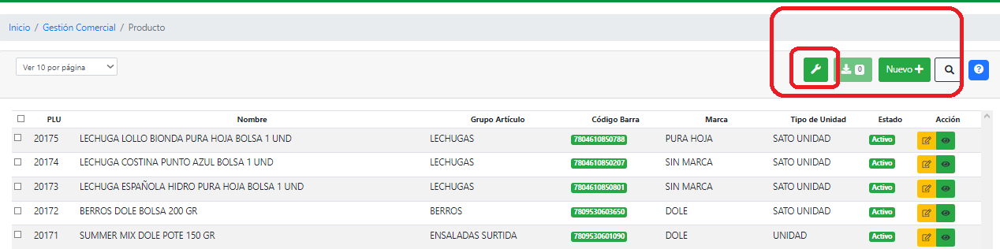 Inicio / Gestión Comercial / Producto
Ver 10 por página
0
Nuevo
PLU Nombre Grupo Artículo Código Barra Marca Tipo de Unidad Estado Acción
20175 LECHUGA LOLLO BIONDA PURA HOJA BOLSA 1 UND LECHUGAS 7804610850788 PURA HOJA SATO UNIDAD Activo
20174 LECHUGA COSTINA PUNTO AZUL BOLSA 1 UND LECHUGAS 7804610850207 SIN MARCA SATO UNIDAD Activo
20173 LECHUGA ESPAÑOLA HIDRO PURA HOJA BOLSA 1 UND LECHUGAS 7804610850801 SIN MARCA SATO UNIDAD Activo
20172 BERROS DOLE BOLSA 200 GR BERROS 7809530603650 DOLE SATO UNIDAD Activo
20171 SUMMER MIX DOLE POTE 150 GR ENSALADAS SURTIDA 7809530601090 DOLE UNIDAD Activo